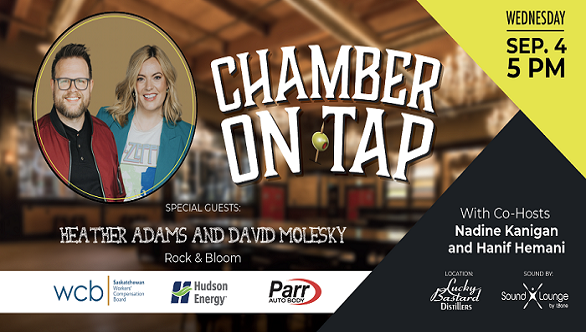 WEDNESDAY
SEP. 4
5 PM
CHAMBER
ON TAP
SPECIAL GUESTS:
HEATHER ADAMS AND DAVID MOLESKY
Rock & Bloom
With Co-Hosts
Nadine Kanigan
and Hanif Hemani
LOCATION:
Lucky
Bastard
DISTILLERS
SOUND BY:
Sound Lounge
wcb
Saskatchewan
Workers'
Compensation
Board
Hudson
Energy™
Parr
AUTO BODY